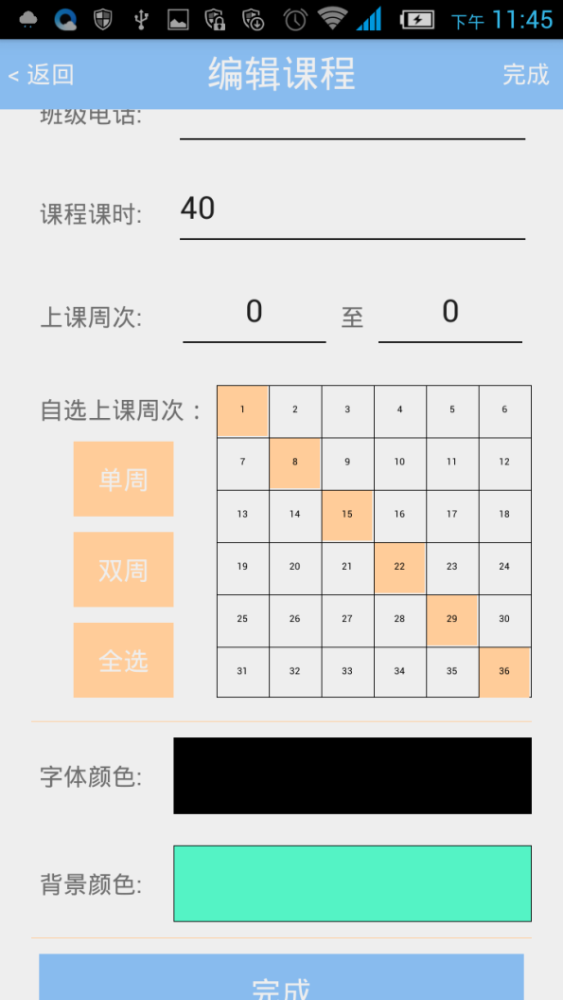 下午 11:45
< 返回 编辑课程 完成
班级电话:
课程课时: 40
上课周次: 0 至 0
自选上课周次：
单周
双周
全选
1 2 3 4 5 6
7 8 9 10 11 12
13 14 15 16 17 18
19 20 21 22 23 24
25 26 27 28 29 30
31 32 33 34 35 36
字体颜色:
背景颜色:
完成